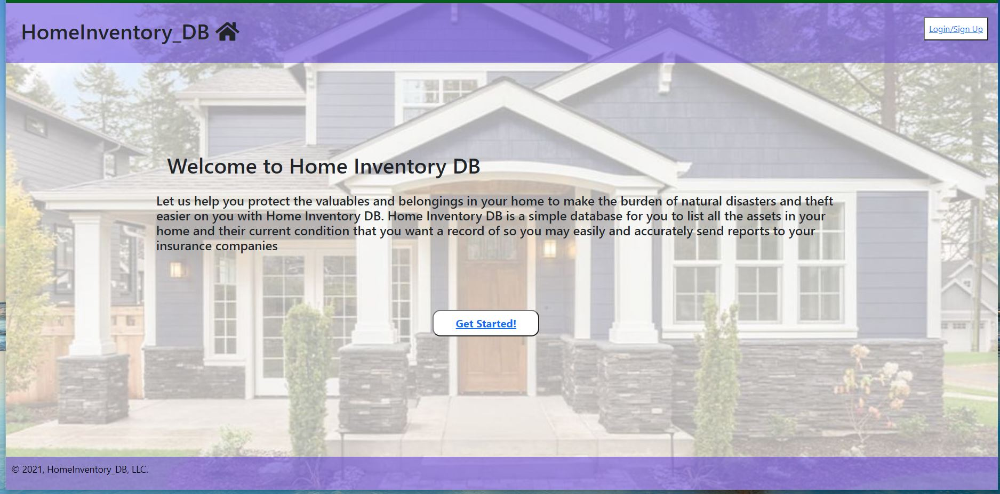 HomeInventory_DB
Login/Sign Up
Welcome to Home Inventory DB
Let us help you protect the valuables and belongings in your home to make the burden of natural disasters and theft
easier on you with Home Inventory DB. Home Inventory DB is a simple database for you to list all the assets in your
home and their current condition that you want a record of so you may easily and accurately send reports to your
insurance companies
Get Started!
© 2021, HomeInventory_DB, LLC.